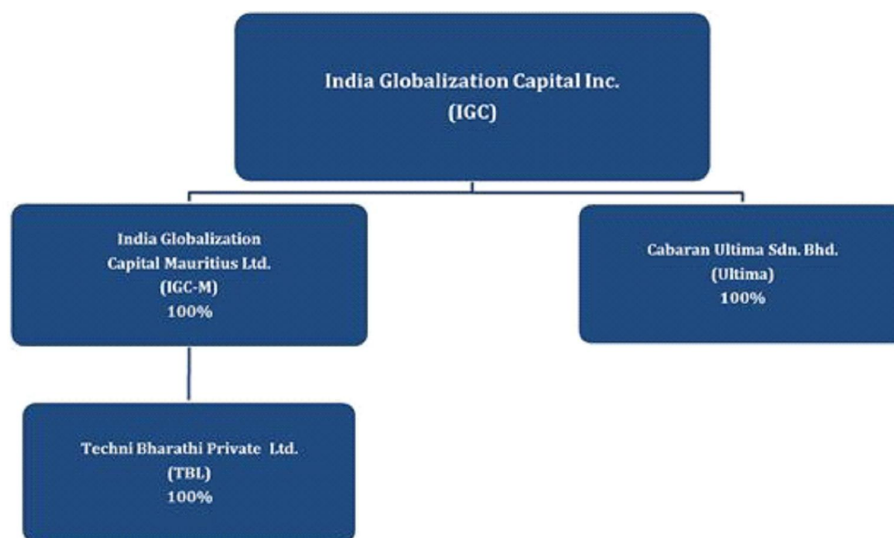 India Globalization Capital Inc.
(IGC)
India Globalization
Capital Mauritius Ltd.
(IGC-M)
100%
Cabaran Ultima Sdn. Bhd.
(Ultima)
100%
Techni Bharathi Private Ltd.
(TBL)
100%